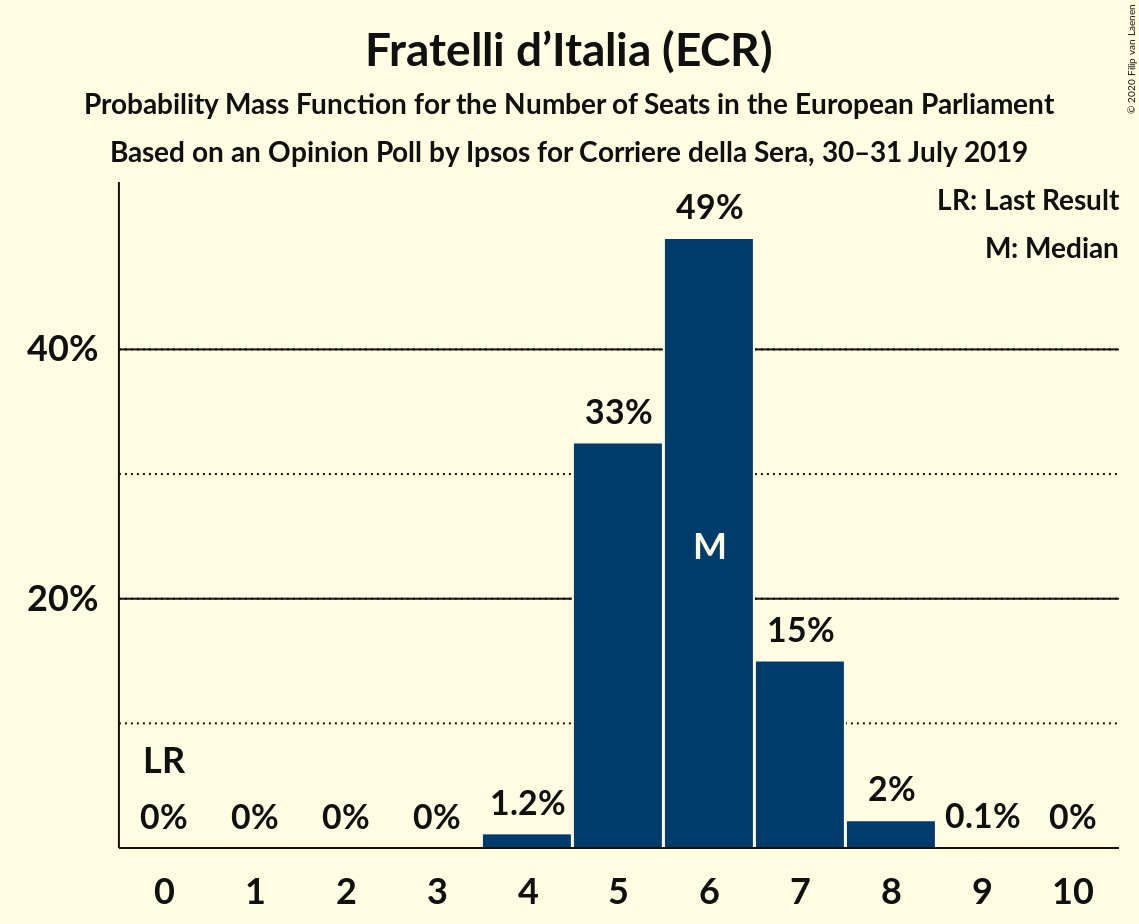 Fratelli d’Italia (ECR)
Probability Mass Function for the Number of Seats in the European Parliament
Based on an Opinion Poll by Ipsos for Corriere della Sera, 30–31 July 2019
© 2020 Filip van Laenen
LR: Last Result
M: Median
49%
40%
33%
M
20%
15%
LR
0% 0% 0% 0% 1.2% 2% 0.1% 0%
0 1 2 3 4 5 6 7 8 9 10